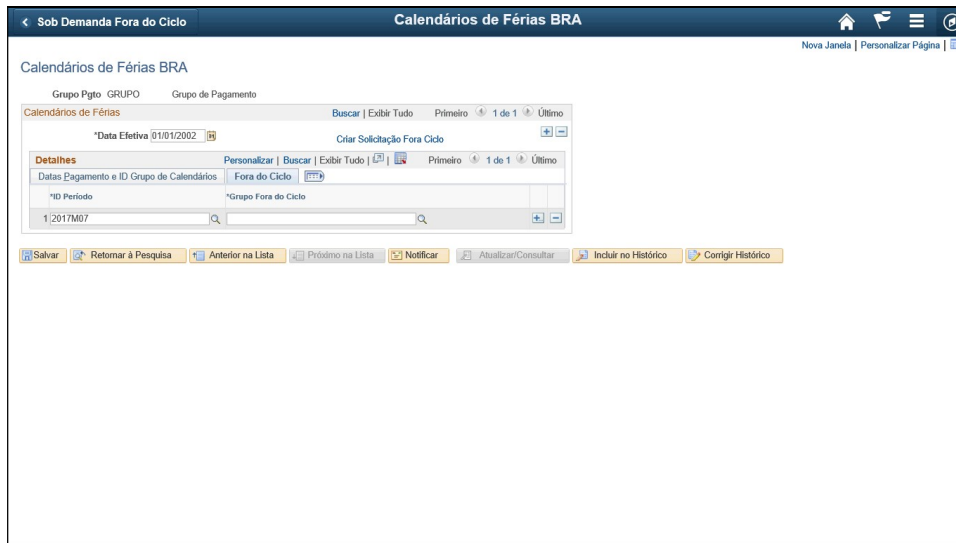 Sob Demanda Fora do Ciclo Calendários de Férias BRA
Nova Janela | Personalizar Página |
Calendários de Férias BRA
Grupo Pgto GRUPO Grupo de Pagamento
Calendários de Férias Buscar | Exibir Tudo Primeiro 1 de 1 Último
*Data Efetiva 01/01/2002 Criar Solicitação Fora Ciclo
Detalhes Personalizar | Buscar | Exibir Tudo | | Primeiro 1 de 1 Último
Datas Pagamento e ID Grupo de Calendários Fora do Ciclo
*ID Período *Grupo Fora do Ciclo
1 2017M07
Salvar Retornar à Pesquisa Anterior na Lista Próximo na Lista Notificar Atualizar/Consultar Incluir no Histórico Corrigir Histórico